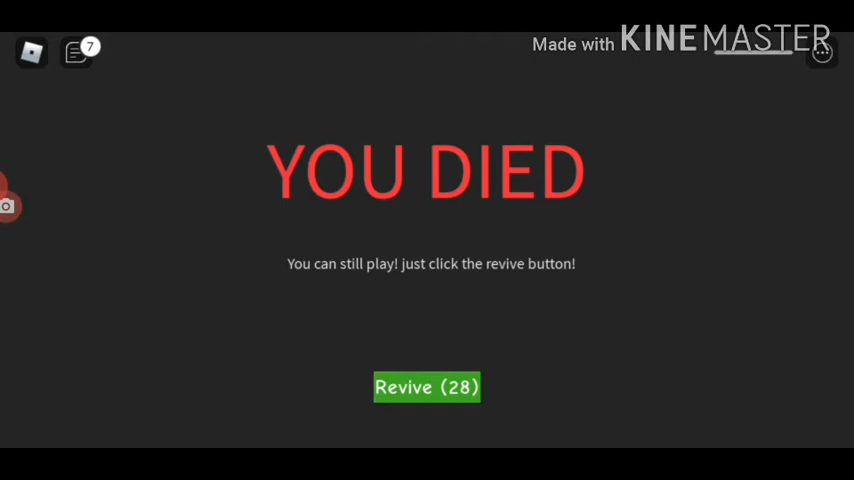 7
Made with KINEMASTER
YOU DIED
You can still play! just click the revive button!
Revive (28)